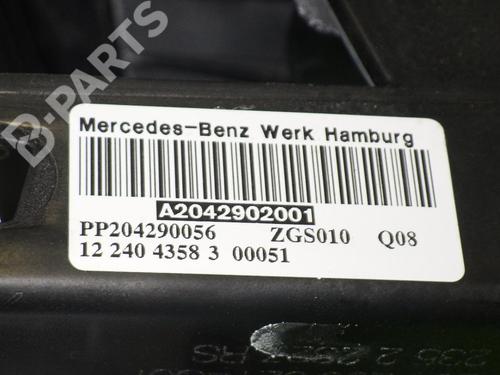 B-PARTS
Mercedes-Benz Werk Hamburg
A2042902001
PP204290056 ZGS010 Q08
12 240 4358 3 00051